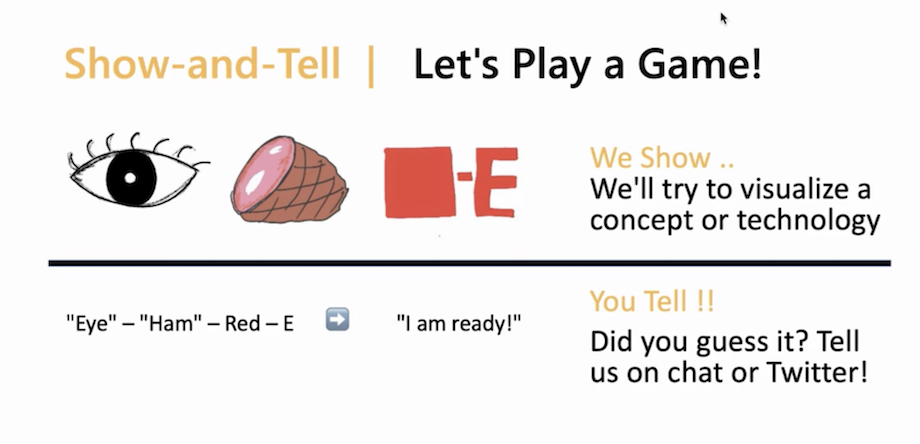 Show-and-Tell | Let's Play a Game!
-E
We Show ..
We'll try to visualize a
concept or technology
"Eye" – "Ham" – Red – E ➡ "I am ready!"
You Tell !!
Did you guess it? Tell
us on chat or Twitter!